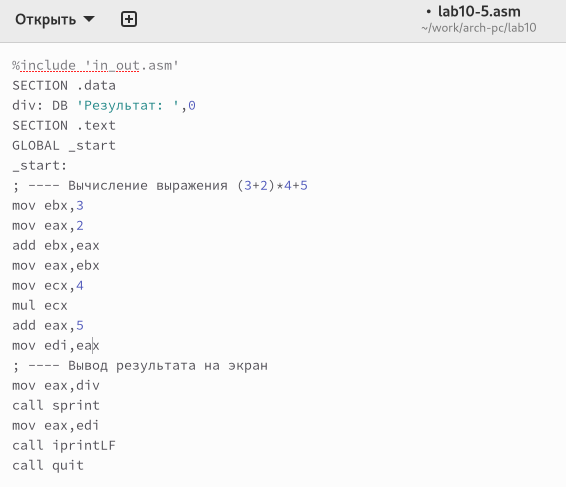 Открыть
• lab10-5.asm
~/work/arch-pc/lab10
%include 'in_out.asm'
SECTION .data
div: DB 'Результат: ',0
SECTION .text
GLOBAL _start
_start:
; ---- Вычисление выражения (3+2)*4+5
mov ebx,3
mov eax,2
add ebx,eax
mov eax,ebx
mov ecx,4
mul ecx
add eax,5
mov edi,eax
; ---- Вывод результата на экран
mov eax,div
call sprint
mov eax,edi
call iprintLF
call quit